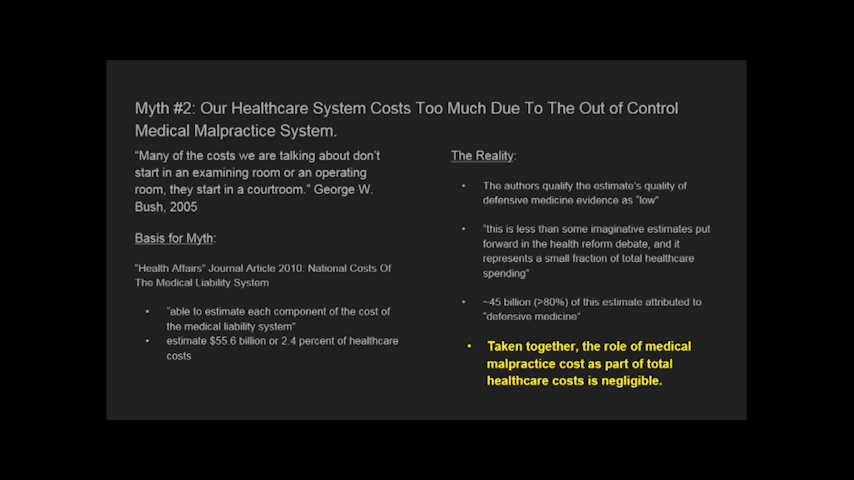 Myth #2: Our Healthcare System Costs Too Much Due To The Out of Control
Medical Malpractice System.
“Many of the costs we are talking about don’t
start in an examining room or an operating
room, they start in a courtroom.” George W.
Bush, 2005
Basis for Myth:
“Health Affairs” Journal Article 2010: National Costs Of
The Medical Liability System
• “able to estimate each component of the cost of
the medical liability system”
• estimate $55.6 billion or 2.4 percent of healthcare
costs
The Reality:
• The authors qualify the estimate’s quality of
defensive medicine evidence as “low”
• “this is less than some imaginative estimates put
forward in the health reform debate, and it
represents a small fraction of total healthcare
spending”
• ~45 billion (>80%) of this estimate attributed to
“defensive medicine”
• Taken together, the role of medical
malpractice cost as part of total
healthcare costs is negligible.